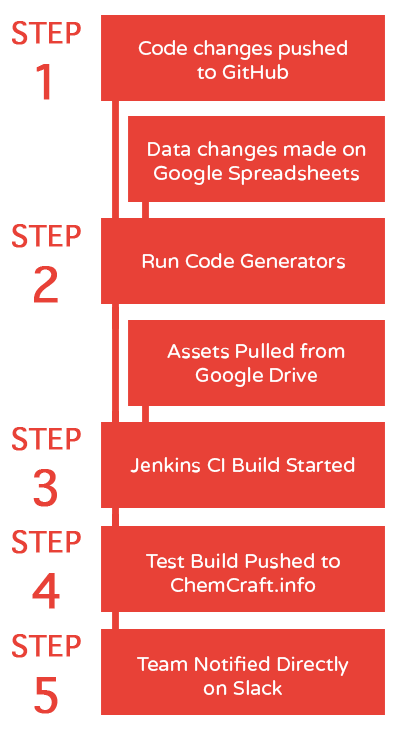 STEP
1
Code changes pushed
to GitHub
Data changes made on
Google Spreadsheets
STEP
2
Run Code Generators
Assets Pulled from
Google Drive
STEP
3
Jenkins CI Build Started
STEP
4
Test Build Pushed to
ChemCraft.info
STEP
5
Team Notified Directly
on Slack